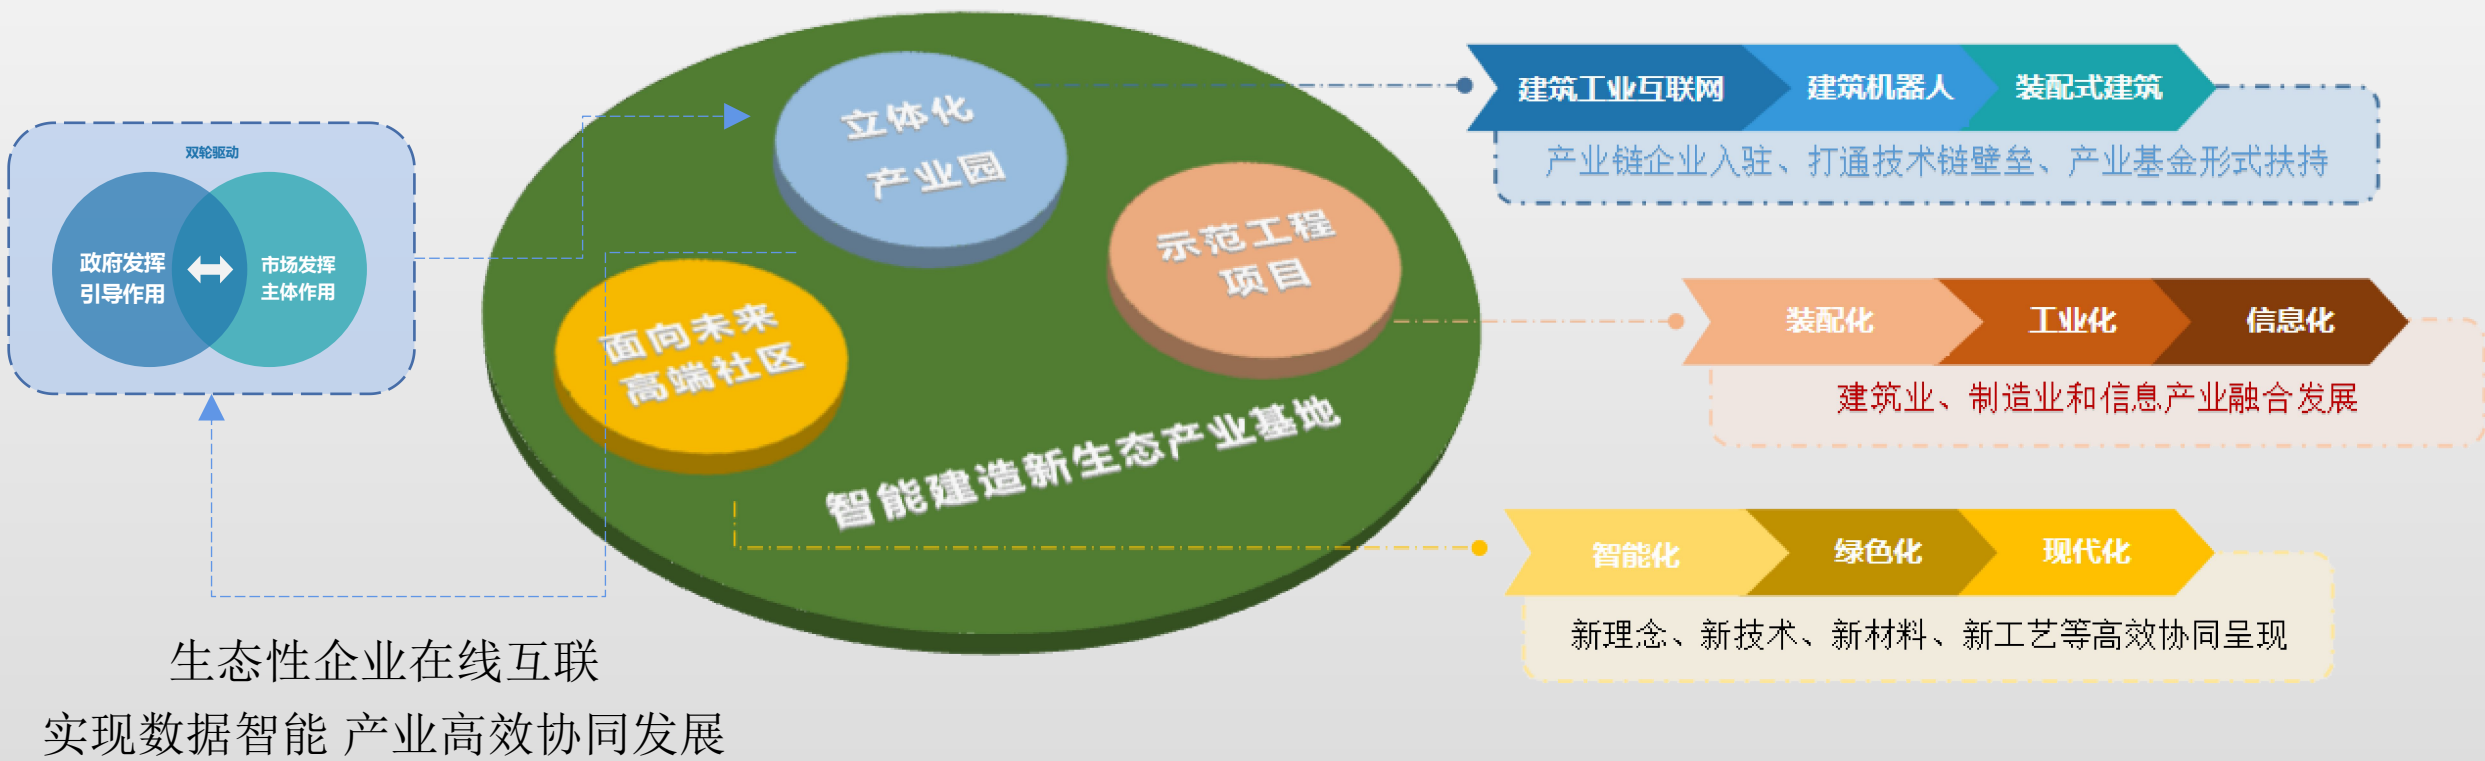 双轮驱动
政府发挥
引导作用
市场发挥
主体作用
立体化
产业园
示范工程
项目
面向未来
高端社区
智能建造新生态产业基地
建筑工业互联网
建筑机器人
装配式建筑
产业链企业入驻、打通技术链壁垒、产业基金形式扶持
装配化
工业化
信息化
建筑业、制造业和信息产业融合发展
智能化
绿色化
现代化
新理念、新技术、新材料、新工艺等高效协同呈现
生态性企业在线互联
实现数据智能 产业高效协同发展